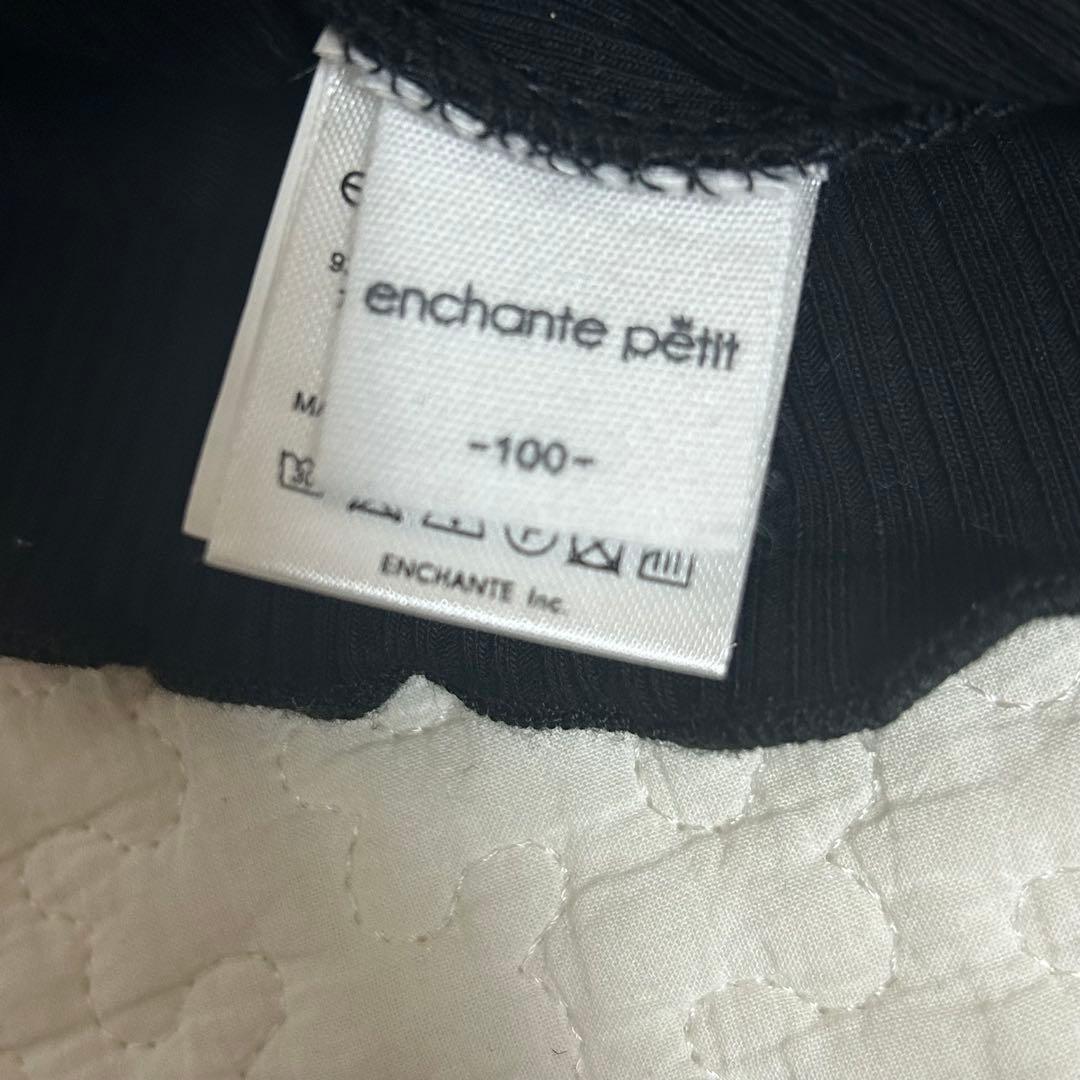 enchante petit
-100-
ENCHANTE Inc.